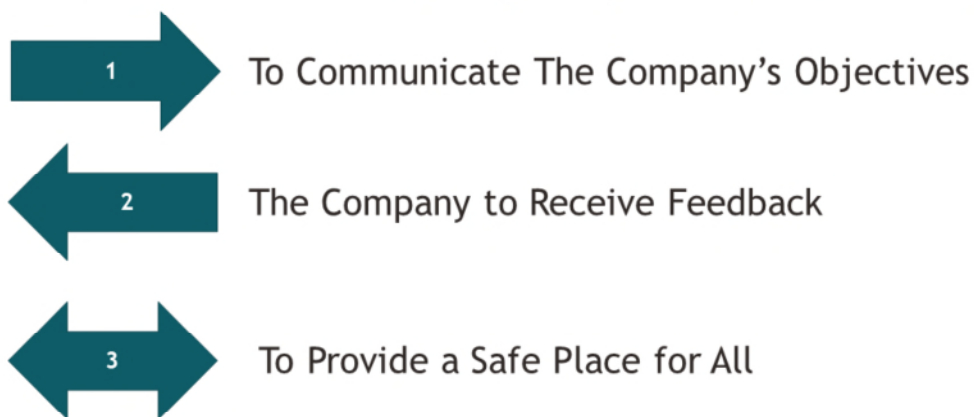 1 To Communicate The Company’s Objectives
2 The Company to Receive Feedback
3 To Provide a Safe Place for All